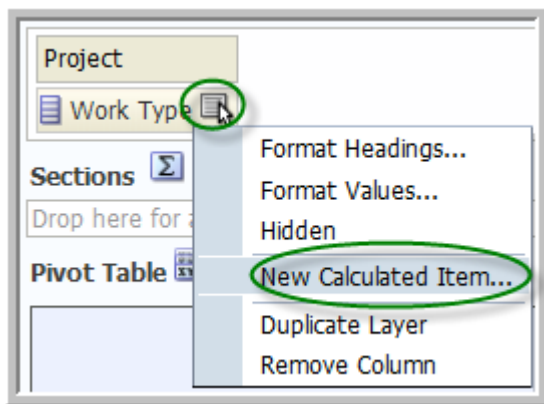 Project
Work Type
Format Headings...
Sections
Format Values...
Drop here for
Hidden
Pivot Table
New Calculated Item...
Duplicate Layer
Remove Column